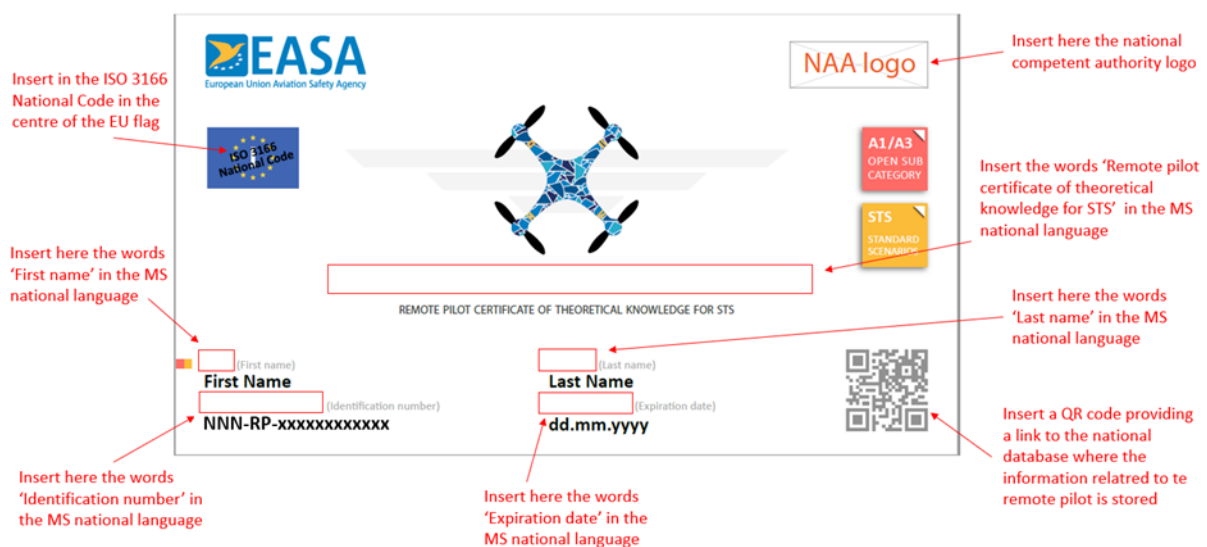 EASA
European Union Aviation Safety Agency
NAA logo
Insert here the national
competent authority logo
Insert in the ISO 3166
National Code in the
centre of the EU flag
ISO 3166
National Code
A1/A3
OPEN SUB
CATEGORY
STS
STANDARD
SCENARIOS
Insert the words ‘Remote pilot
certificate of theoretical
knowledge for STS’ in the MS
national language
Insert here the words
‘First name’ in the MS
national language
REMOTE PILOT CERTIFICATE OF THEORETICAL KNOWLEDGE FOR STS
Insert here the words
‘Last name’ in the MS
national language
(First name)
First Name
(Last name)
Last Name
(Identification number)
NNN-RP-xxxxxxxxxxxx
(Expiration date)
dd.mm.yyyy
Insert a QR code providing
a link to the national
database where the
information relatred to te
remote pilot is stored
Insert here the words
‘Identification number’ in
the MS national language
Insert here the words
‘Expiration date’ in the
MS national language